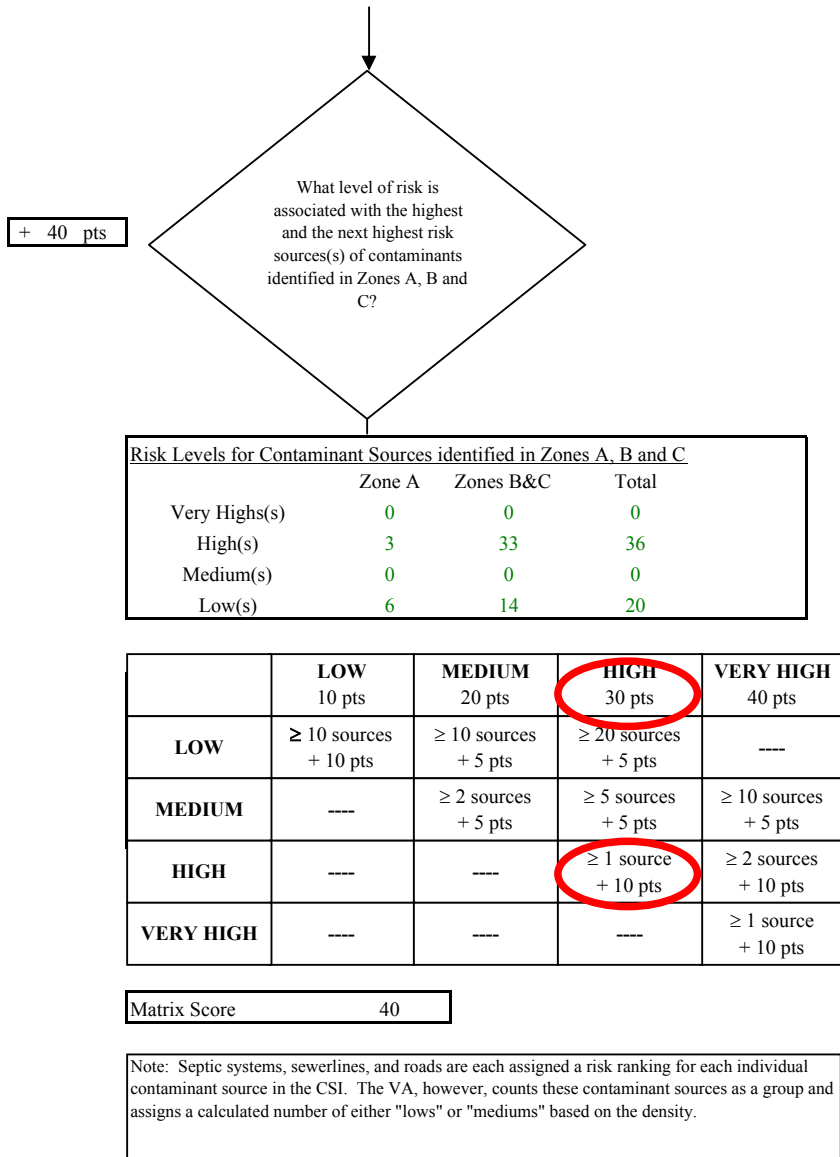 What level of risk is
associated with the highest
and the next highest risk
sources(s) of contaminants
identified in Zones A, B and
C?
+ 40 pts
Risk Levels for Contaminant Sources identified in Zones A, B and C
Zone A Zones B&C Total
Very Highs(s) 0 0 0
High(s) 3 33 36
Medium(s) 0 0 0
Low(s) 6 14 20
LOW MEDIUM HIGH VERY HIGH
10 pts 20 pts 30 pts 40 pts
LOW ≥ 10 sources + 10 pts ≥ 10 sources + 5 pts ≥ 20 sources + 5 pts ----
MEDIUM ---- ≥ 2 sources + 5 pts ≥ 5 sources + 5 pts ≥ 10 sources + 5 pts
HIGH ---- ---- ≥ 1 source + 10 pts ≥ 2 sources + 10 pts
VERY HIGH ---- ---- ---- ≥ 1 source + 10 pts
Matrix Score 40
Note: Septic systems, sewerlines, and roads are each assigned a risk ranking for each individual
contaminant source in the CSI. The VA, however, counts these contaminant sources as a group and
assigns a calculated number of either "lows" or "mediums" based on the density.